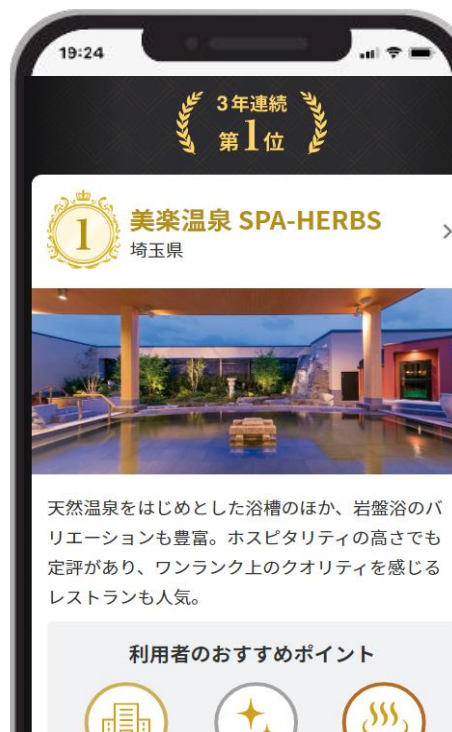 19:24
3年連続
第1位
1
美楽温泉 SPA-HERBS
埼玉県
天然温泉をはじめとした浴槽のほか、岩盤浴のバ
リエーションも豊富。ホスピタリティの高さでも
定評があり、ワンランク上のクオリティを感じる
レストランも人気。
利用者のおすすめポイント